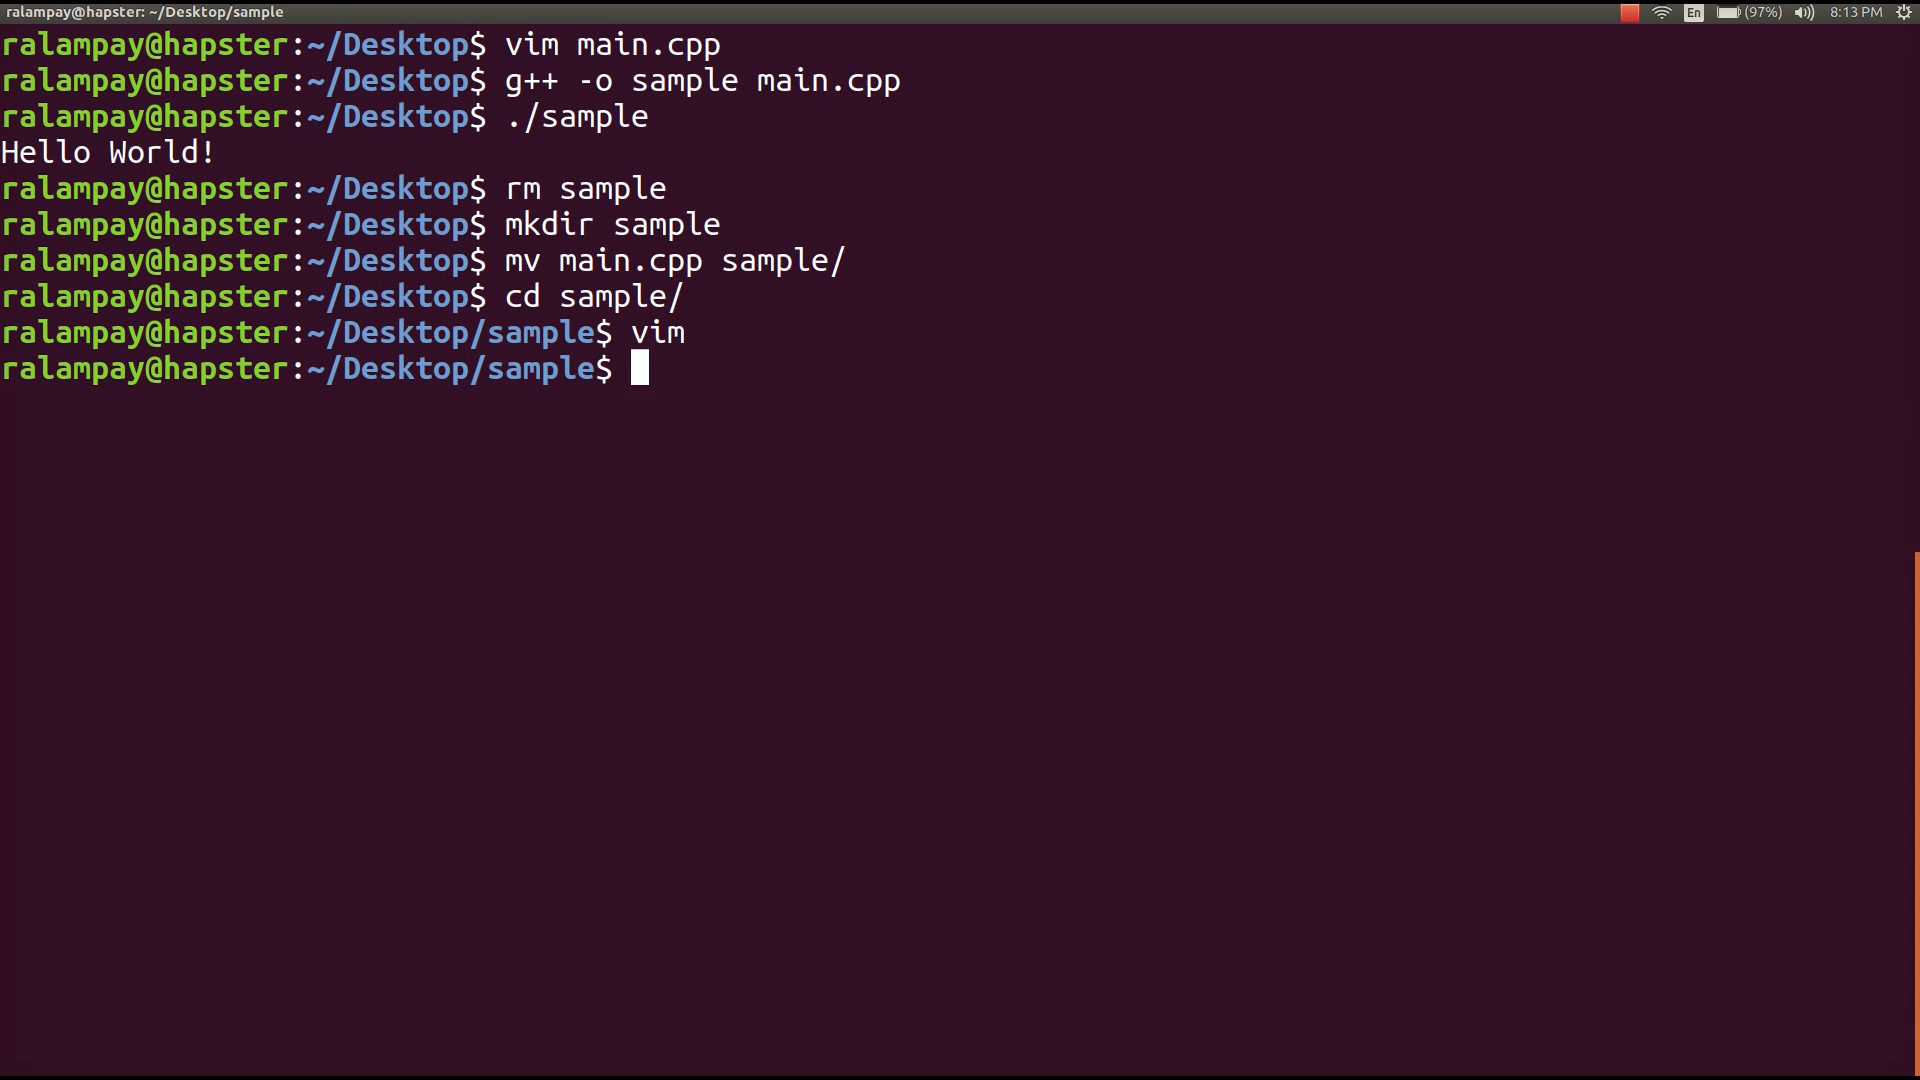 ralampay@hapster: ~/Desktop/sample En (97%) 8:13 PM
ralampay@hapster:~/Desktop$ vim main.cpp
ralampay@hapster:~/Desktop$ g++ -o sample main.cpp
ralampay@hapster:~/Desktop$ ./sample
Hello World!
ralampay@hapster:~/Desktop$ rm sample
ralampay@hapster:~/Desktop$ mkdir sample
ralampay@hapster:~/Desktop$ mv main.cpp sample/
ralampay@hapster:~/Desktop$ cd sample/
ralampay@hapster:~/Desktop/sample$ vim
ralampay@hapster:~/Desktop/sample$